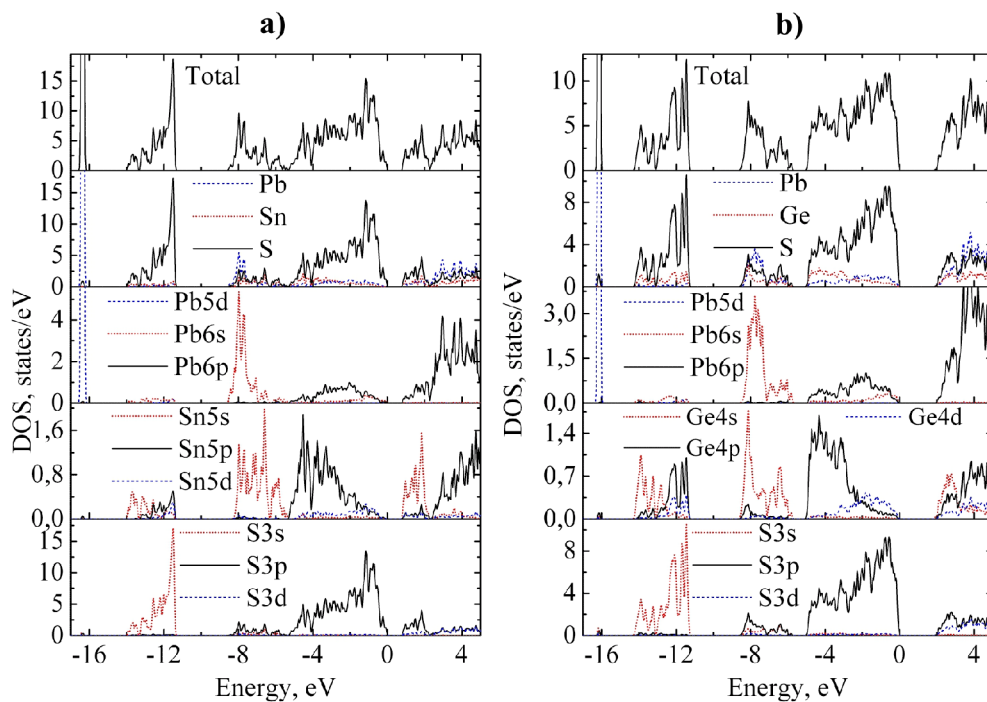 a)
b)
DOS, states/eV
Total
20
15
10
5
0
Pb
Sn
S
15
10
5
0
Pb5d
Pb6s
Pb6p
4
2
0
Sn5s
Sn5p
Sn5d
1,6
0,8
0,0
S3s
S3p
S3d
15
10
5
0
-16 -12 -8 -4 0 4
Energy, eV
DOS, states/eV
Total
10
5
0
Pb
Ge
S
8
4
0
Pb5d
Pb6s
Pb6p
3,0
1,5
0,0
Ge4s
Ge4p
Ge4d
1,4
0,7
0,0
S3s
S3p
S3d
8
4
0
-16 -12 -8 -4 0 4
Energy, eV